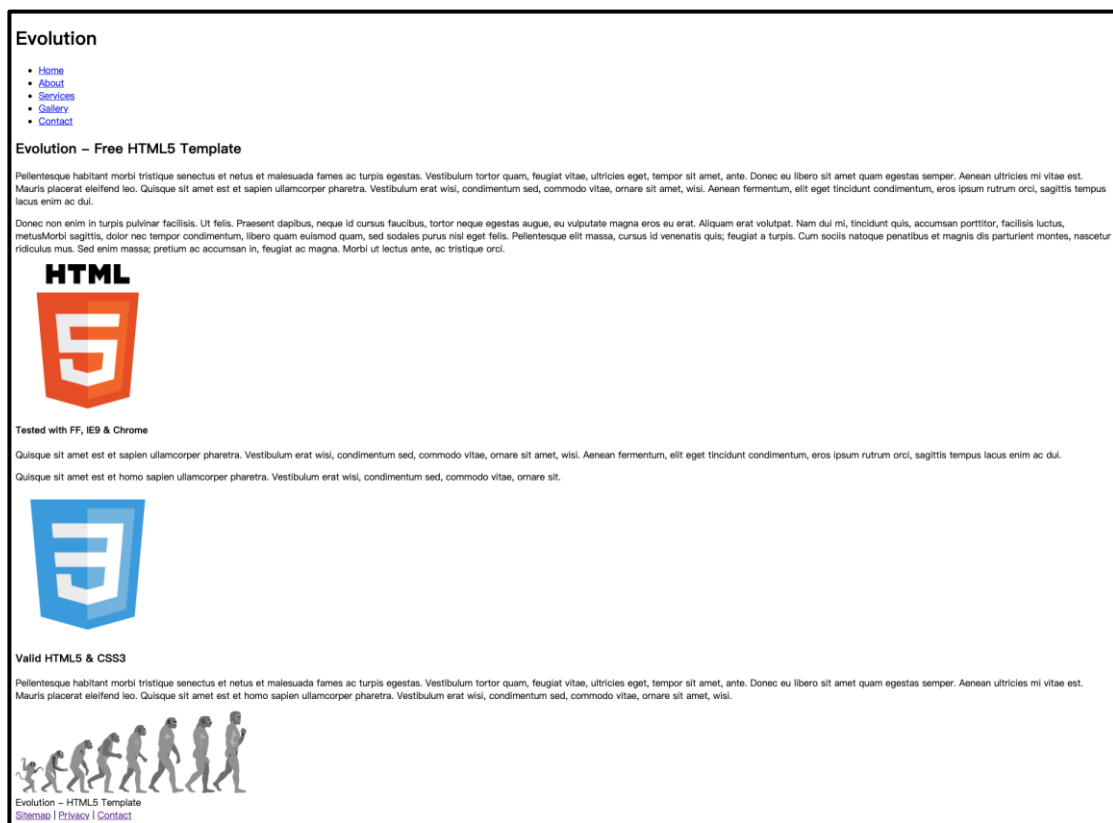 Evolution
Home
About
Services
Gallery
Contact
Evolution – Free HTML5 Template
Pellentesque habitant morbi tristique senectus et netus et malesuada fames ac turpis egestas. Vestibulum tortor quam, feugiat vitae, ultricies eget, tempor sit amet, ante. Donec eu libero sit amet quam egestas semper. Aenean ultricies mi vitae est.
Mauris placerat eleifend leo. Quisque sit amet est et sapien ullamcorper pharetra. Vestibulum erat wisi, condimentum sed, commodo vitae, ornare sit amet, wisi. Aenean fermentum, elit eget tincidunt condimentum, eros ipsum rutrum orci, sagittis tempus
lacus enim ac dui.
Donec non enim in turpis pulvinar facilisis. Ut felis. Praesent dapibus, neque id cursus faucibus, tortor neque egestas augue, eu vulputate magna eros eu erat. Aliquam erat volutpat. Nam dui mi, tincidunt quis, accumsan porttitor, facilisis luctus,
metusMorbi sagittis, dolor nec tempor condimentum, libero quam euismod quam, sed sodales purus nisl eget felis. Pellentesque elit massa, cursus id venenatis quis; feugiat a turpis. Cum sociis natoque penatibus et magnis dis parturient montes, nascetur
ridiculus mus. Sed enim massa; pretium ac accumsan in, feugiat ac magna. Morbi ut lectus ante, ac tristique orci.
HTML
5
Tested with FF, IE9 & Chrome
Quisque sit amet est et sapien ullamcorper pharetra. Vestibulum erat wisi, condimentum sed, commodo vitae, ornare sit amet, wisi. Aenean fermentum, elit eget tincidunt condimentum, eros ipsum rutrum orci, sagittis tempus lacus enim ac dui.
Quisque sit amet est et homo sapien ullamcorper pharetra. Vestibulum erat wisi, condimentum sed, commodo vitae, ornare sit.
3
Valid HTML5 & CSS3
Pellentesque habitant morbi tristique senectus et netus et malesuada fames ac turpis egestas. Vestibulum tortor quam, feugiat vitae, ultricies eget, tempor sit amet, ante. Donec eu libero sit amet quam egestas semper. Aenean ultricies mi vitae est.
Mauris placerat eleifend leo. Quisque sit amet est et homo sapien ullamcorper pharetra. Vestibulum erat wisi, condimentum sed, commodo vitae, ornare sit amet, wisi.
Evolution – HTML5 Template
Sitemap | Privacy | Contact